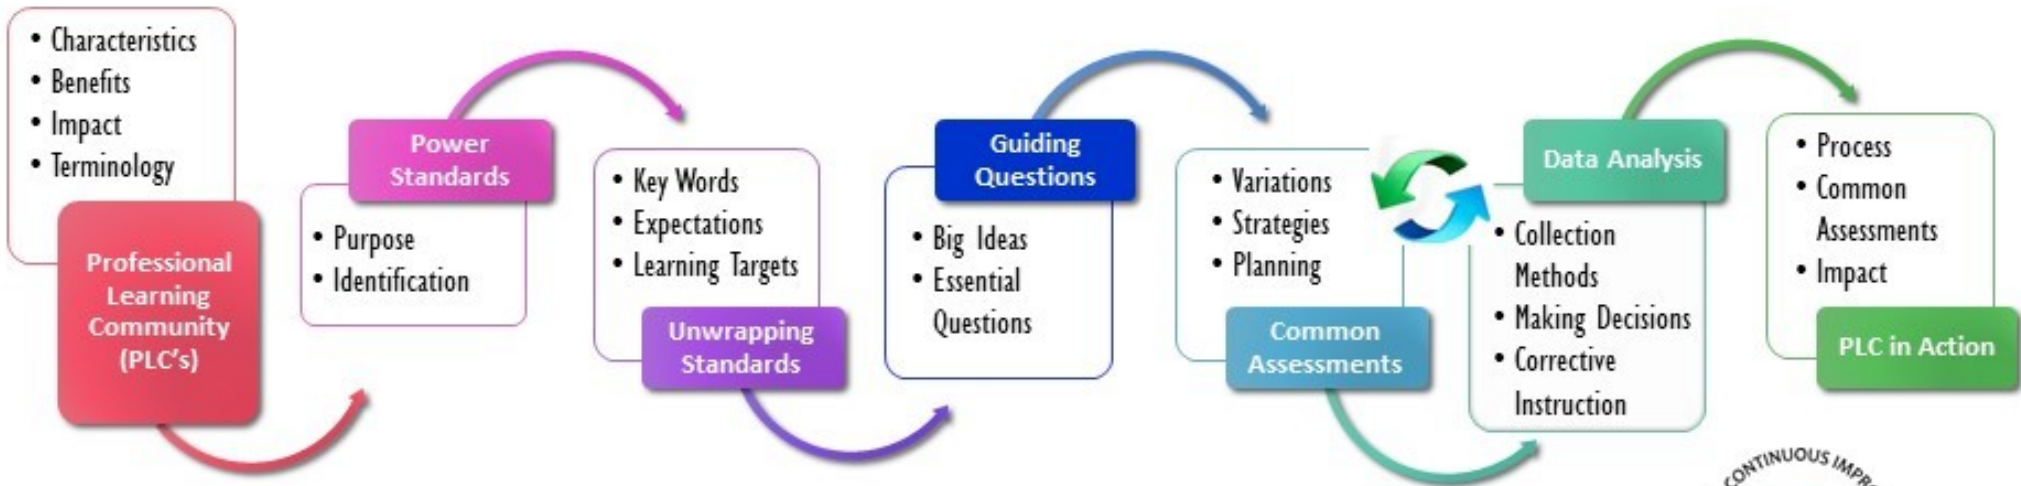 • Characteristics
• Benefits
• Impact
• Terminology
Professional
Learning
Community
(PLC's)
Power
Standards
• Purpose
• Identification
• Key Words
• Expectations
• Learning Targets
Unwrapping
Standards
Guiding
Questions
• Big Ideas
• Essential
Questions
• Variations
• Strategies
• Planning
Common
Assessments
Data Analysis
• Collection
Methods
• Making Decisions
• Corrective
Instruction
• Process
• Common
Assessments
• Impact
PLC in Action
CONTINUOUS